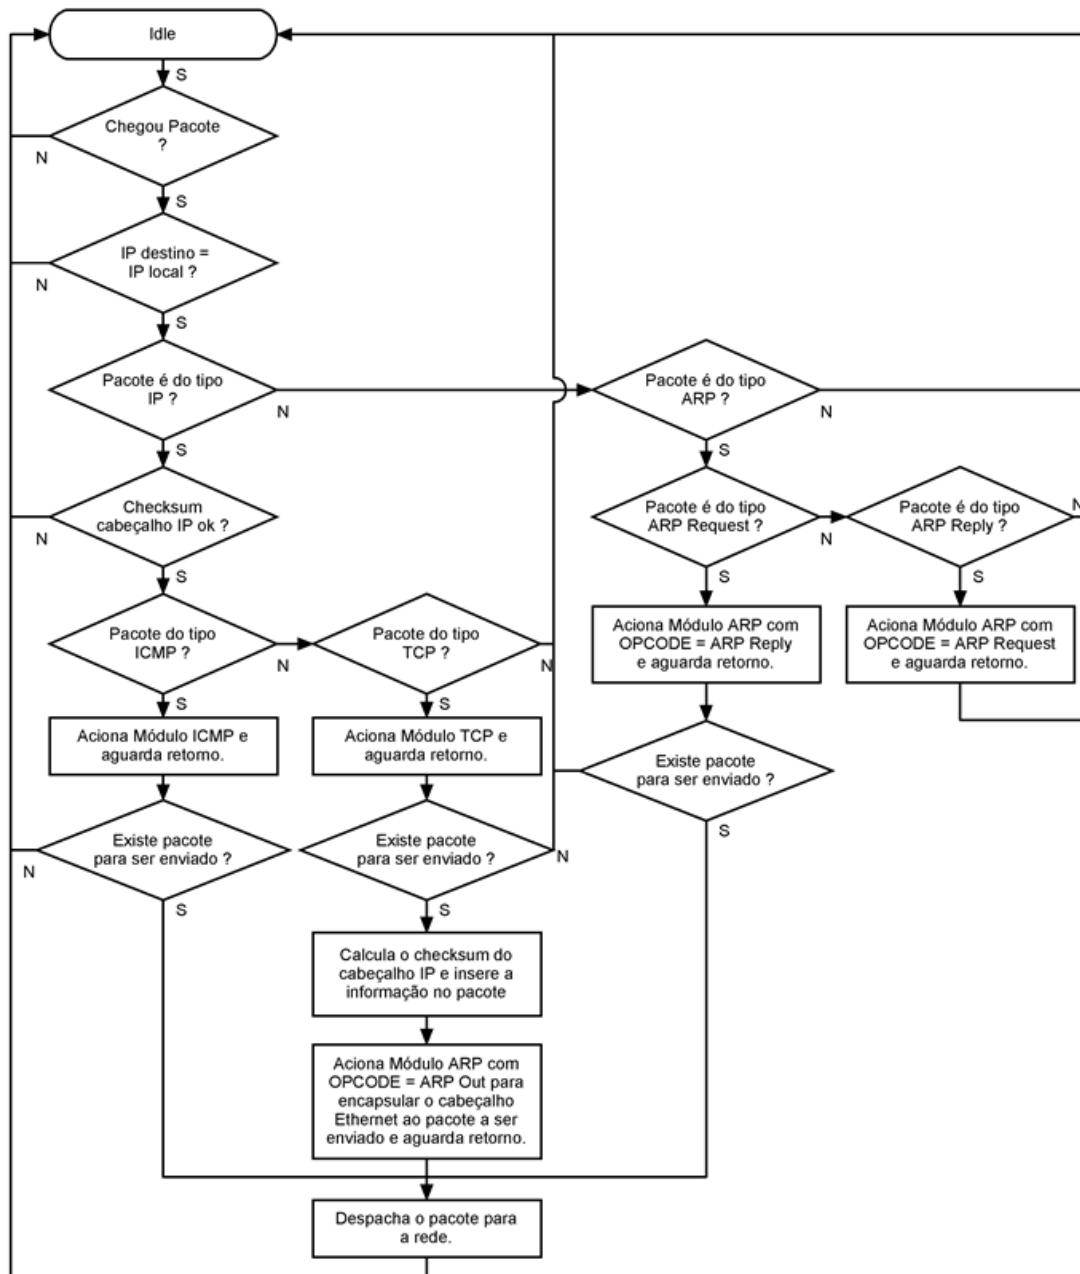 Idle
S
Chegou Pacote
?
N
S
IP destino =
IP local ?
N
S
Pacote é do tipo
IP ?
N
Pacote é do tipo
ARP ?
N
S
S
Checksum
cabeçalho IP ok ?
N
Pacote é do tipo
ARP Request ?
N
Pacote é do tipo
ARP Reply ?
N
S
S
S
Pacote do tipo
ICMP ?
N
Pacote do tipo
TCP ?
N
Aciona Módulo ARP com
OPCODE = ARP Reply
e aguarda retorno.
Aciona Módulo ARP com
OPCODE = ARP Request
e aguarda retorno.
S
S
Aciona Módulo ICMP e
aguarda retorno.
Aciona Módulo TCP e
aguarda retorno.
Existe pacote
para ser enviado ?
S
Existe pacote
para ser enviado ?
N
Existe pacote
para ser enviado ?
N
S
S
Calcula o checksum do
cabeçalho IP e insere a
informação no pacote
Aciona Módulo ARP com
OPCODE = ARP Out para
encapsular o cabeçalho
Ethernet ao pacote a ser
enviado e aguarda retorno.
Despacha o pacote para
a rede.